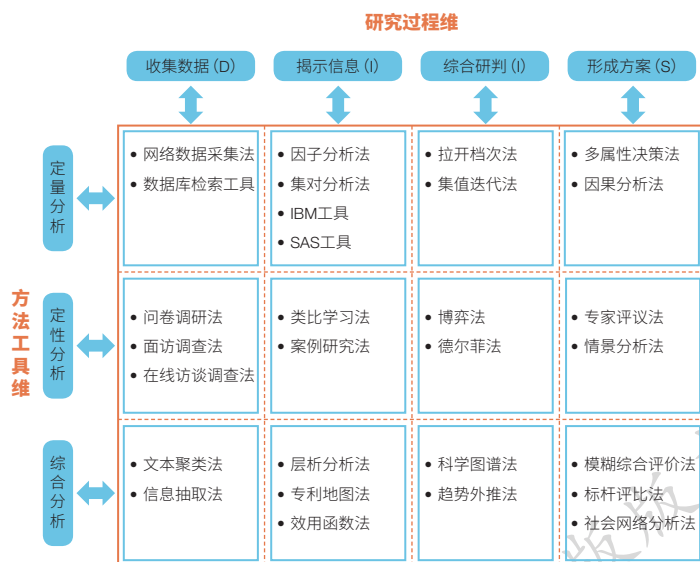 研究过程维
收集数据(D)
揭示信息(I)
综合研判(I)
形成方案(S)
方法工具维
定量分析
• 网络数据采集法
• 数据库检索工具
• 因子分析法
• 集对分析法
• IBM工具
• SAS工具
• 拉开档次法
• 集值迭代法
• 多属性决策法
• 因果分析法
定性分析
• 问卷调研法
• 面访调查法
• 在线访谈调查法
• 类比学习法
• 案例研究法
• 博弈法
• 德尔菲法
• 专家评议法
• 情景分析法
综合分析
• 文本聚类法
• 信息抽取法
• 层析分析法
• 专利地图法
• 效用函数法
• 科学图谱法
• 趋势外推法
• 模糊综合评价法
• 标杆评比法
• 社会网络分析法
版版